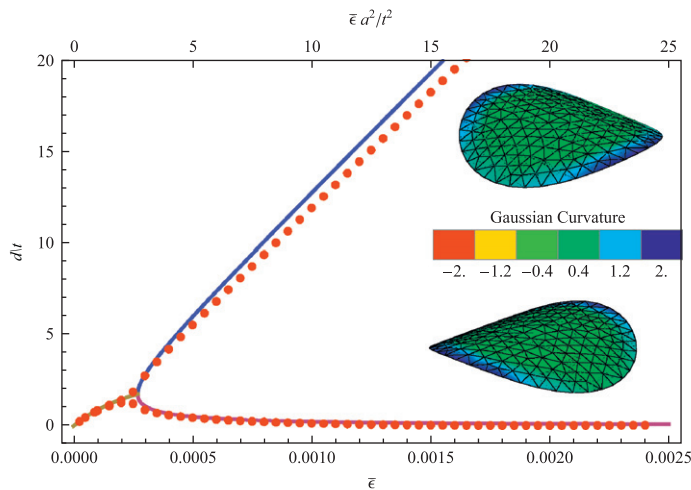 ϵ̄ a²/t²
0 5 10 15 20 25
20
15
10
5
0
d\t
Gaussian Curvature
−2. −1.2 −0.4 0.4 1.2 2.
0.0000 0.0005 0.0010 0.0015 0.0020 0.0025
ϵ̄